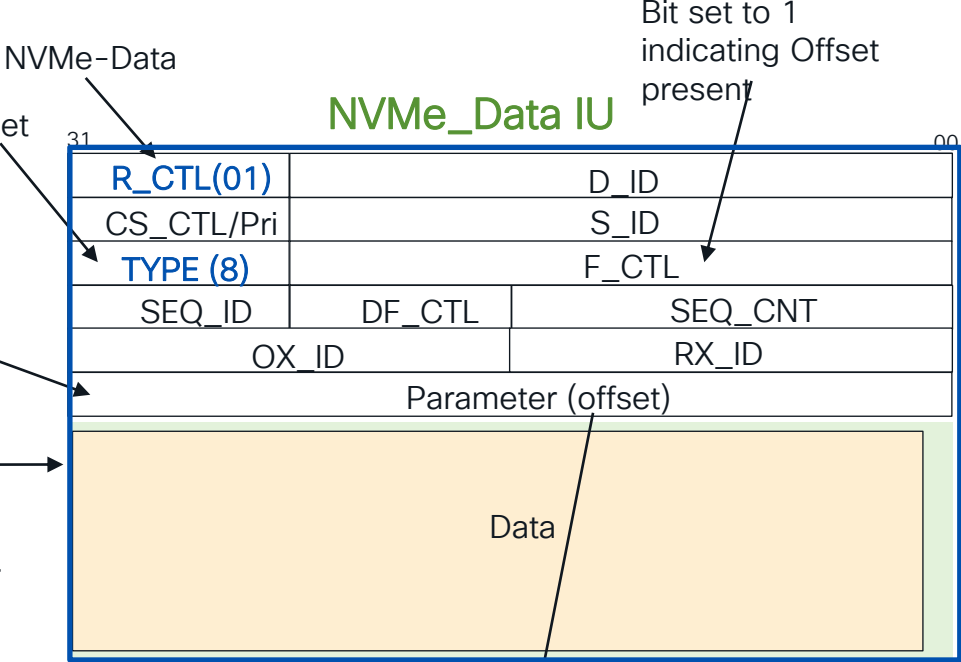 Bit set to 1
indicating Offset
present
NVMe-Data
NVMe_Data IU
et
31
00
R_CTL(01)
D_ID
CS_CTL/Pri
S_ID
TYPE (8)
F_CTL
SEQ_ID
DF_CTL
SEQ_CNT
OX_ID
RX_ID
Parameter (offset)
Data